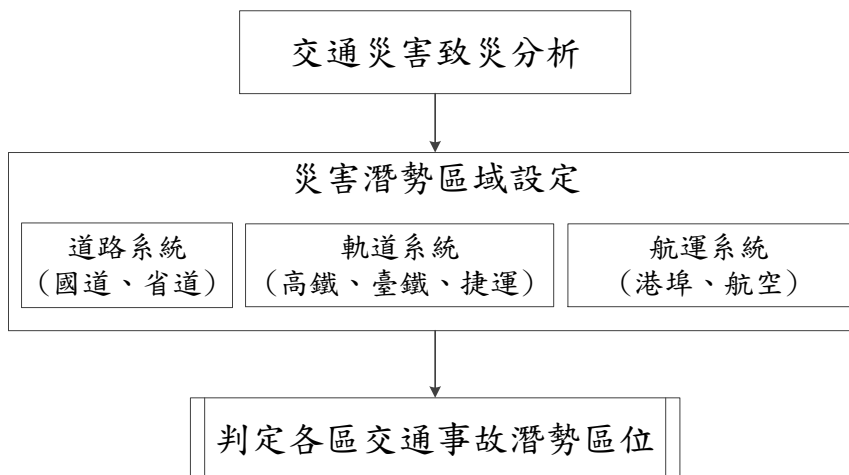 交通災害致災分析
災害潛勢區域設定
道路系統
（國道、省道）
軌道系統
（高鐵、臺鐵、捷運）
航運系統
（港埠、航空）
判定各區交通事故潛勢區位